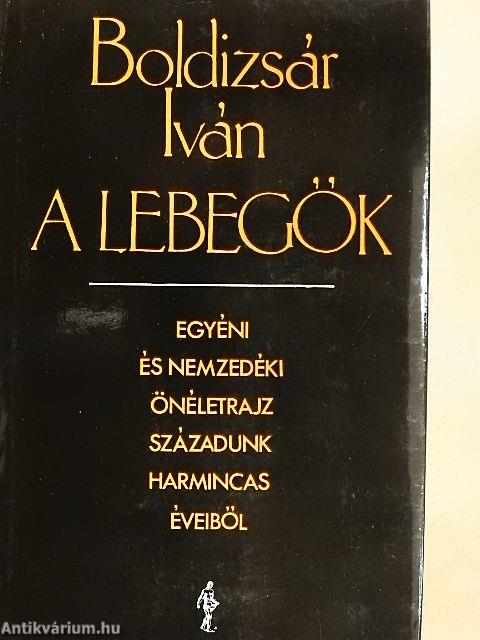 Boldizsár
Iván
A LEBEGŐK
EGYÉNI
ÉS NEMZEDÉKI
ÖNÉLETRAJZ
SZÁZADUNK
HARMINCAS
ÉVEIBŐL
Antikvárium.hu